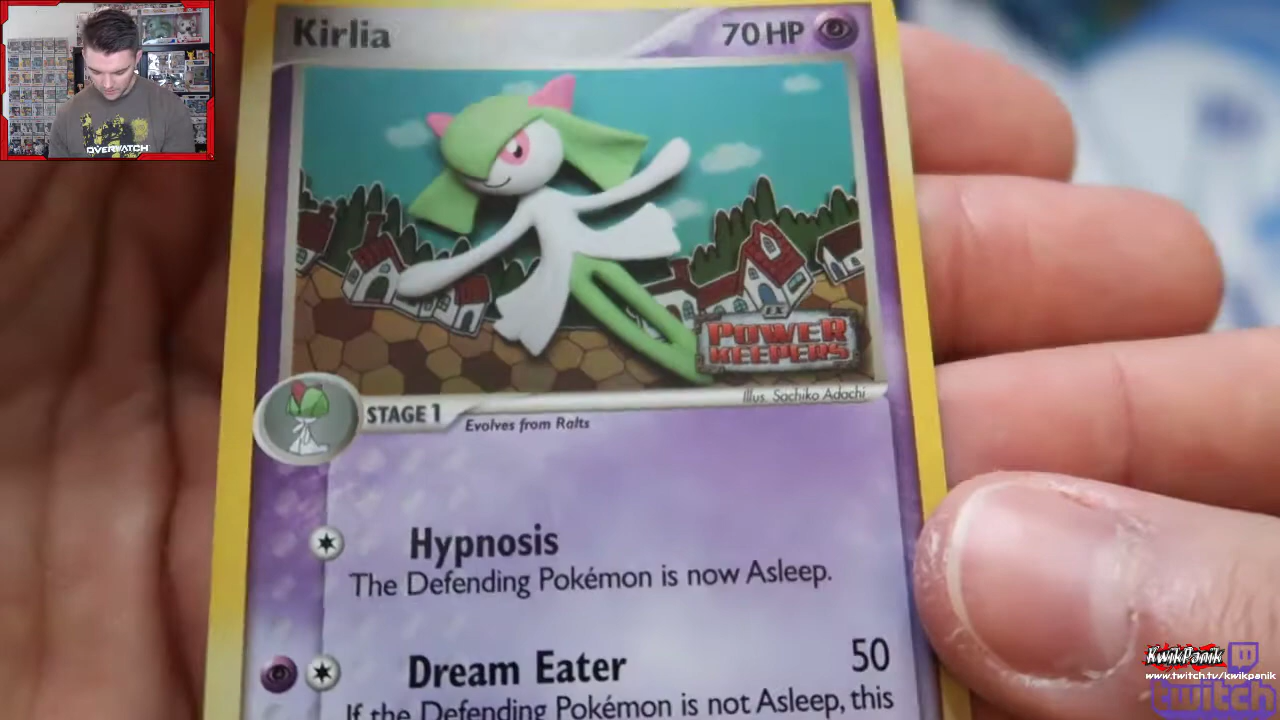 OVERWATCH
Kirlia
70 HP
EX
POWER
KEEPERS
Illus. Sachiko Adachi
STAGE 1
Evolves from Ralts
Hypnosis
The Defending Pokémon is now Asleep.
Dream Eater 50
If the Defending Pokémon is not Asleep, this
KwikPanik
www.twitch.tv/kwikpanik
twitch